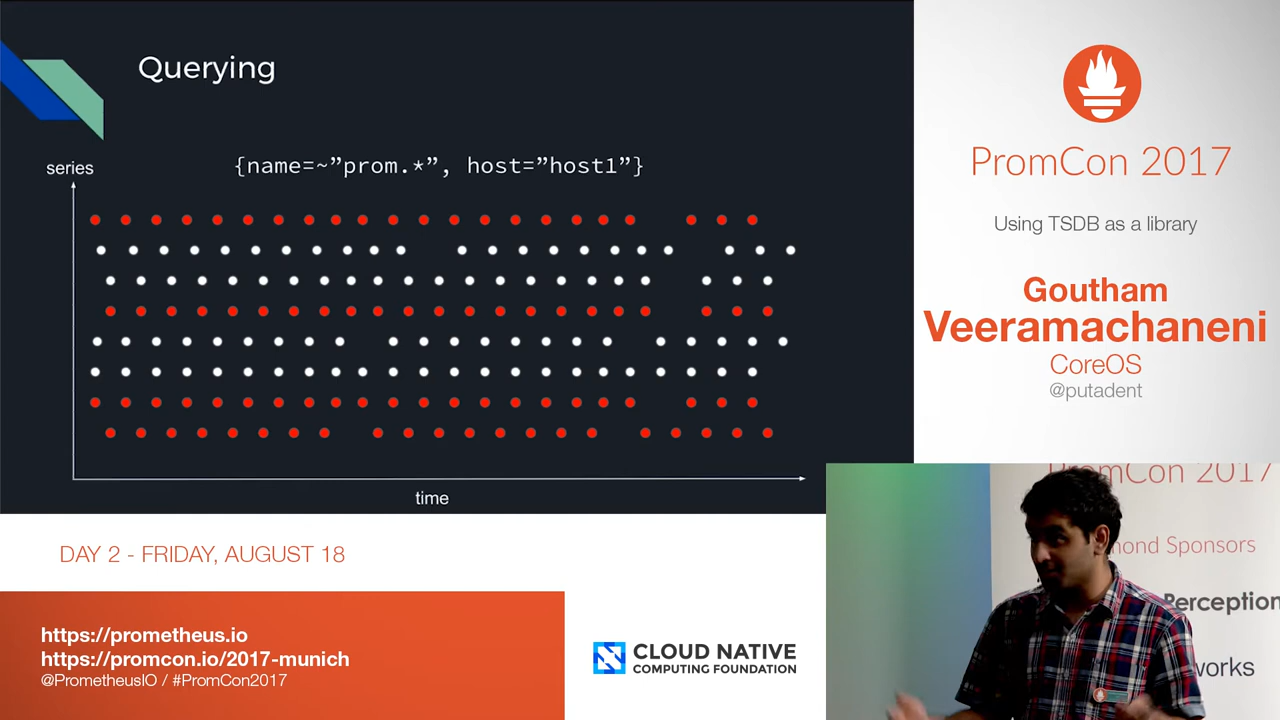 Querying
series
{name=~”prom.*”, host=”host1”}
time
PromCon 2017
Using TSDB as a library
Goutham
Veeramachaneni
CoreOS
@putadent
DAY 2 - FRIDAY, AUGUST 18
https://prometheus.io
https://promcon.io/2017-munich
@PrometheusIO / #PromCon2017
CLOUD NATIVE
COMPUTING FOUNDATION
PromCon 2017
Sponsors
Perception
works